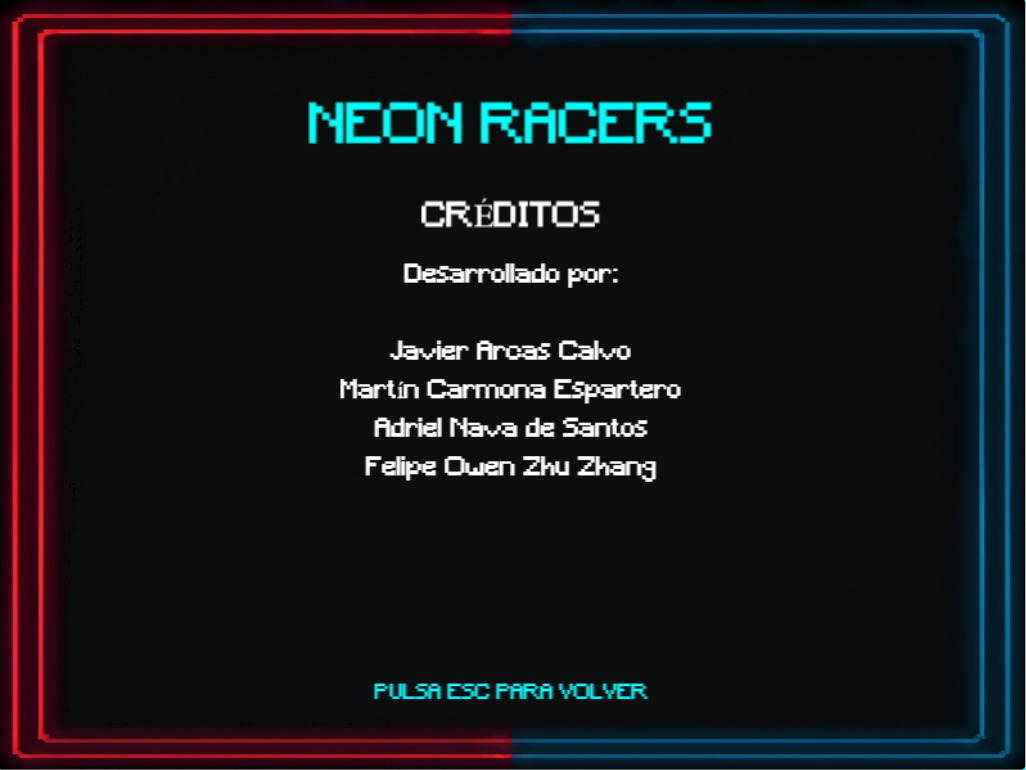 NEON RACERS
CRÉDITOS
Desarrollado por:
Javier Arcas Calvo
Martín Carmona Espartero
Adriel Nava de Santos
Felipe Owen Zhu Zhang
PULSA ESC PARA VOLVER